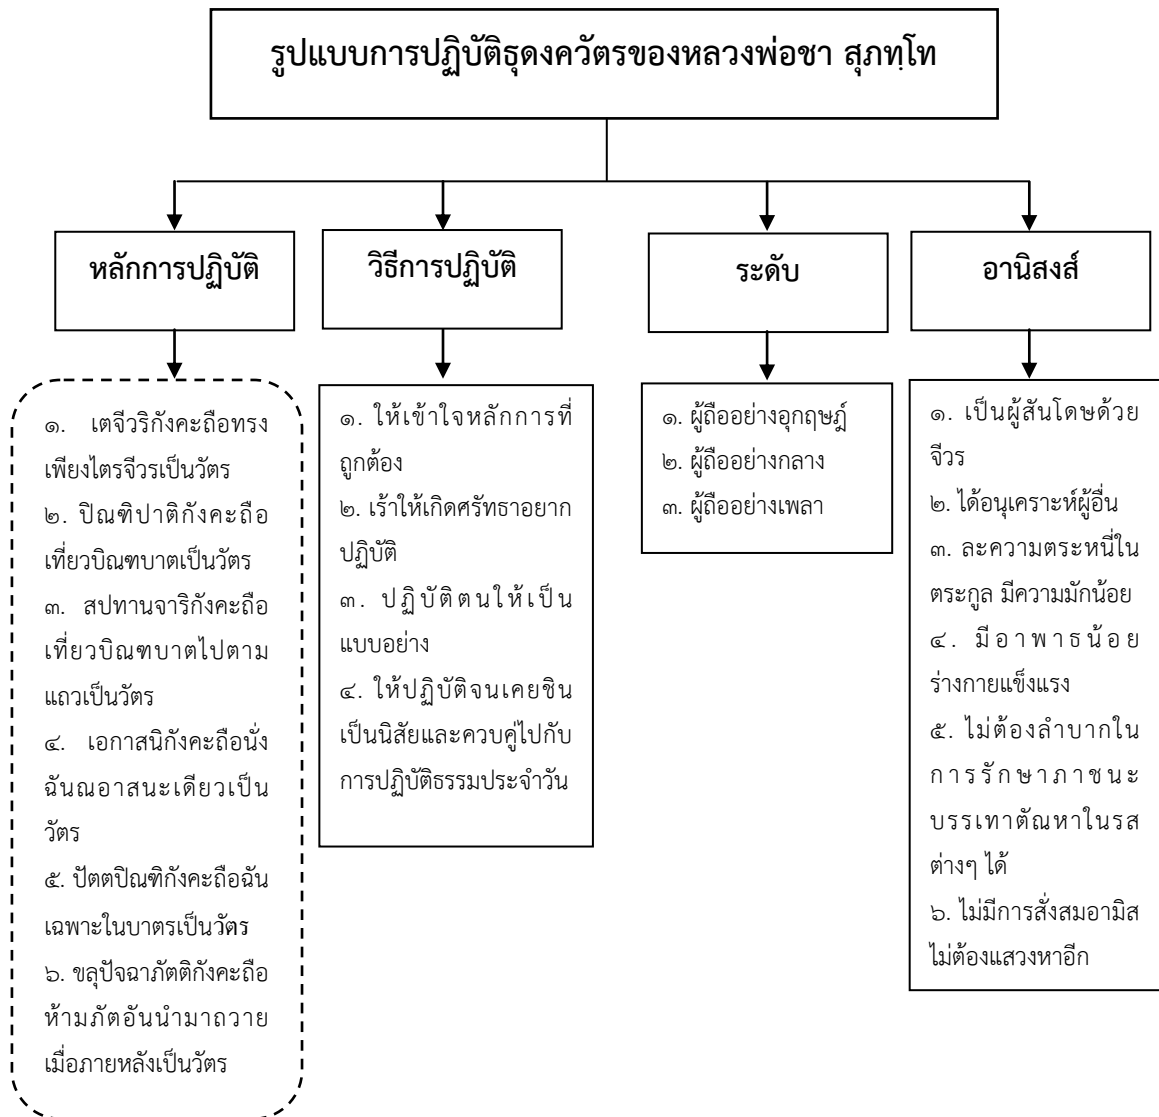 รูปแบบการปฏิบัติธุดงควัตรของหลวงพ่อชา สุภทฺโท
หลักการปฏิบัติ
วิธีการปฏิบัติ
ระดับ
อานิสงส์
๑. เตจีวริกังคะถือทรง
เพียงไตรจีวรเป็นวัตร
๒. ปิณฑิปาติกังคะถือ
เที่ยวบิณฑบาตเป็นวัตร
๓. สปทานจาริกังคะถือ
เที่ยวบิณฑบาตไปตาม
แถวเป็นวัตร
๔. เอกาสนิกังคะถือนั่ง
ฉันณอาสนะเดียวเป็น
วัตร
๕. ปัตตปิณฑิกังคะถือฉัน
เฉพาะในบาตรเป็นวัตร
๖. ขลุปัจฉาภัตติกังคะถือ
ห้ามภัตอันนำมาถวาย
เมื่อภายหลังเป็นวัตร
๑. ให้เข้าใจหลักการที่
ถูกต้อง
๒. เร้าให้เกิดศรัทธาอยาก
ปฏิบัติ
๓. ปฏิบัติตนให้เป็น
แบบอย่าง
๔. ให้ปฏิบัติจนเคยชิน
เป็นนิสัยและควบคู่ไปกับ
การปฏิบัติธรรมประจำวัน
๑. ผู้ถืออย่างอุกฤษฎ์
๒. ผู้ถืออย่างกลาง
๓. ผู้ถืออย่างเพลา
๑. เป็นผู้สันโดษด้วย
จีวร
๒. ได้อนุเคราะห์ผู้อื่น
๓. ละความตระหนี่ใน
ตระกูล มีความมักน้อย
๔. มีอาพาธน้อย
ร่างกายแข็งแรง
๕. ไม่ต้องลำบากใน
การรักษาภาชนะ
บรรเทาตัณหาในรส
ต่างๆ ได้
๖. ไม่มีการสั่งสมอามิส
ไม่ต้องแสวงหาอีก